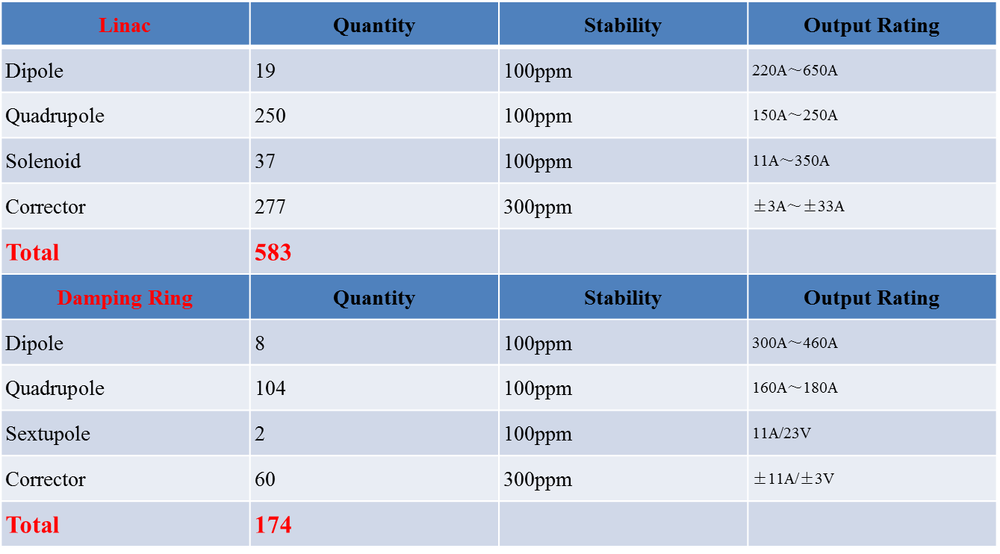 Linac Quantity Stability Output Rating
Dipole 19 100ppm 220A～650A
Quadrupole 250 100ppm 150A～250A
Solenoid 37 100ppm 11A～350A
Corrector 277 300ppm ±3A～±33A
Total 583
Damping Ring Quantity Stability Output Rating
Dipole 8 100ppm 300A～460A
Quadrupole 104 100ppm 160A～180A
Sextupole 2 100ppm 11A/23V
Corrector 60 300ppm ±11A/±3V
Total 174